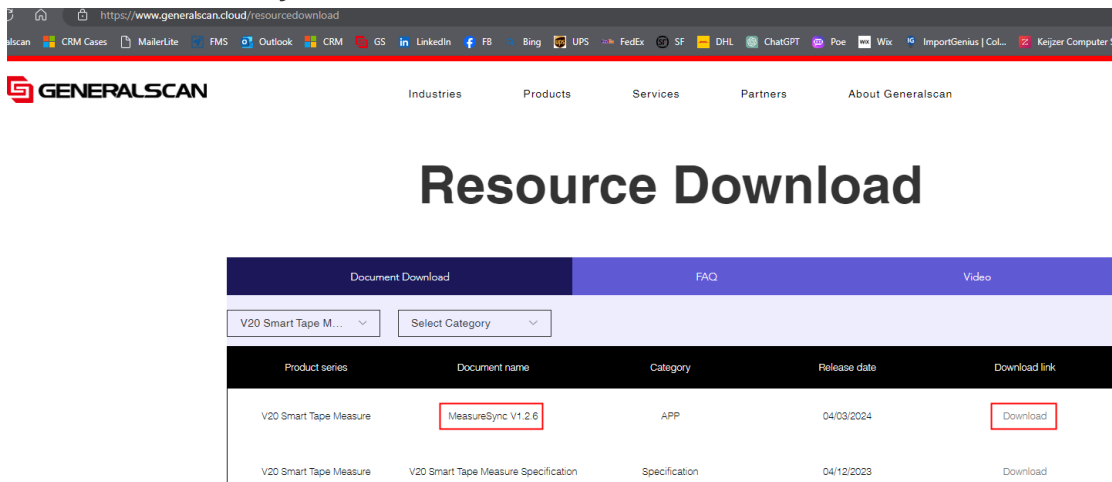 https://www.generalscan.cloud/resourcedownload
alscan CRM Cases MailerLite FMS Outlook CRM GS LinkedIn FB Bing UPS FedEx SF DHL ChatGPT Poe Wix ImportGenius | Col... Keijzer Computer
GENERALSCAN
Industries Products Services Partners About Generalscan
Resource Download
Document Download FAQ Video
V20 Smart Tape M... Select Category
Product series Document name Category Release date Download link
V20 Smart Tape Measure MeasureSync V1.2.6 APP 04/03/2024 Download
V20 Smart Tape Measure V20 Smart Tape Measure Specification Specification 04/12/2023 Download